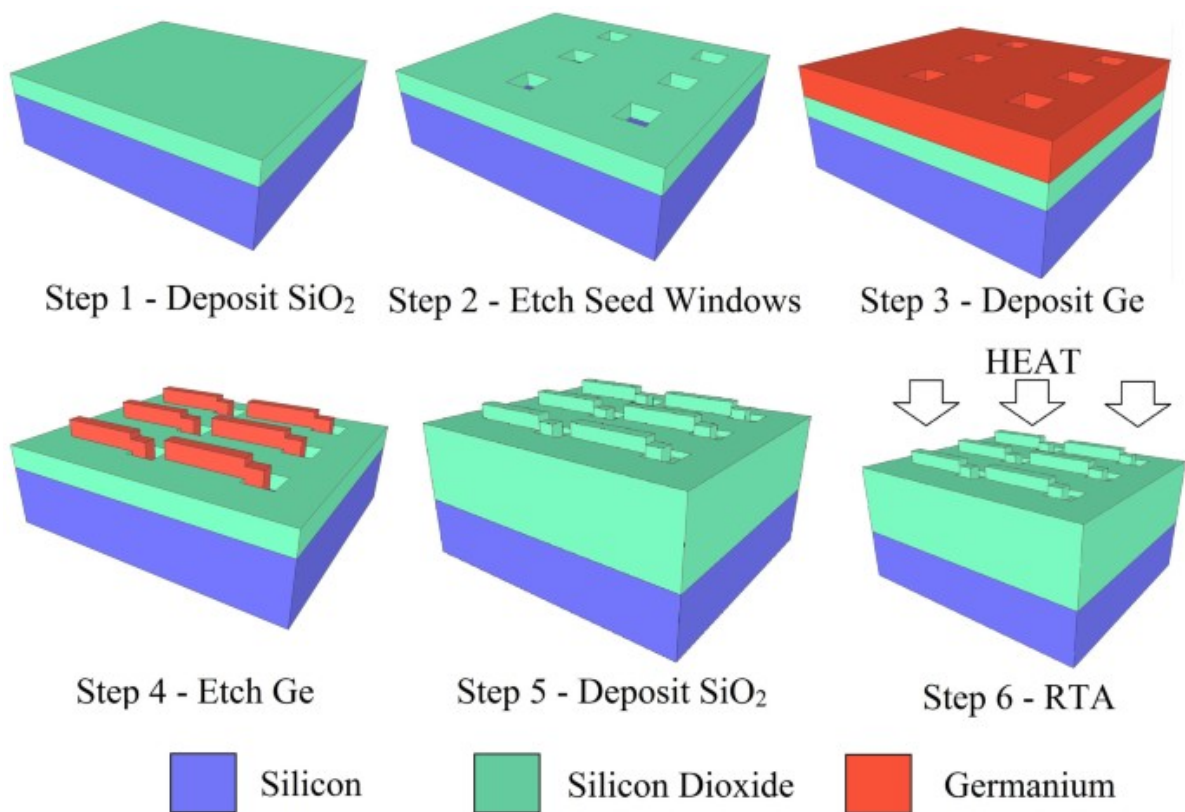 Step 1 - Deposit SiO₂
Step 2 - Etch Seed Windows
Step 3 - Deposit Ge
HEAT
Step 4 - Etch Ge
Step 5 - Deposit SiO₂
Step 6 - RTA
Silicon
Silicon Dioxide
Germanium